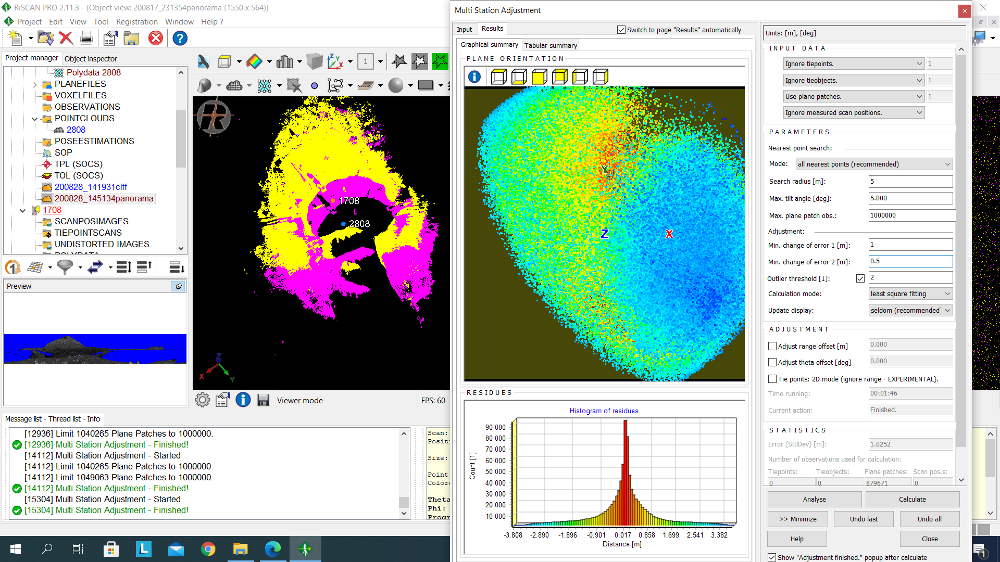 RiSCAN PRO 2.11.3 - [Object view: 200817_231354panorama (1550 x 564)]
Project Edit View Tool Registration Window Help ?
Project manager Object inspector
Polydata 2808
PLANEFILES
VOXELFILES
OBSERVATIONS
POINTCLOUDS
2808
POSEESTIMATIONS
SOP
TPL (SOCS)
TOL (SOCS)
200828_141931clff
200828_145134panorama
1708
SCANPOSIMAGES
TIEPOINTSCANS
UNDISTORTED IMAGES
POLYDATA
Preview
1
Z
Y
X
1708
2808
Z
X
Y
Viewer mode
FPS: 60
Message list - Thread list - Info
[12936] Limit 1040265 Plane Patches to 1000000.
[12936] Multi Station Adjustment - Finished!
[14112] Multi Station Adjustment - Started
[14112] Limit 1040265 Plane Patches to 1000000.
[14112] Limit 1049063 Plane Patches to 1000000.
[14112] Multi Station Adjustment - Finished!
[15304] Multi Station Adjustment - Started
[15304] Multi Station Adjustment - Finished!
Scan:
Positi
Size:
Point
Colore
Theta
Phi:
Progr
Multi Station Adjustment
Input Results
Switch to page "Results" automatically
Graphical summary Tabular summary
PLANE ORIENTATION
Y
Z
X
RESIDUES
Histogram of residues
90 000
80 000
70 000
60 000
50 000
40 000
30 000
20 000
10 000
Count [1]
-3.808 -2.890 -1.896 -0.901 0.017 0.858 1.699 2.541 3.382
Distance [m]
Units: [m], [deg]
INPUT DATA
Ignore tiepoints. 1
Ignore tieobjects. 1
Use plane patches. 1
Ignore measured scan positions.
PARAMETERS
Nearest point search:
Mode: all nearest points (recommended)
Search radius [m]: 5
Max. tilt angle [deg]: 5.000
Max. plane patch obs.: 1000000
Adjustment:
Min. change of error 1 [m]: 1
Min. change of error 2 [m]: 0.5
Outlier threshold [1]: 2
Calculation mode: least square fitting
Update display: seldom (recommended)
ADJUSTMENT
Adjust range offset [m] 0.000
Adjust theta offset [deg] 0.000
Tie points: 2D mode (ignore range - EXPERIMENTAL).
Time running: 00:01:46
Current action: Finished.
STATISTICS
Error (StdDev) [m]: 1.0252
Number of observations used for calculation:
Tiepoints: Tieobjects: Plane patches: Scan pos.s:
0 0 879671 0
Analyse Calculate
>> Minimize Undo last Undo all
Help Close
Show "Adjustment finished." popup after calculate
L
1